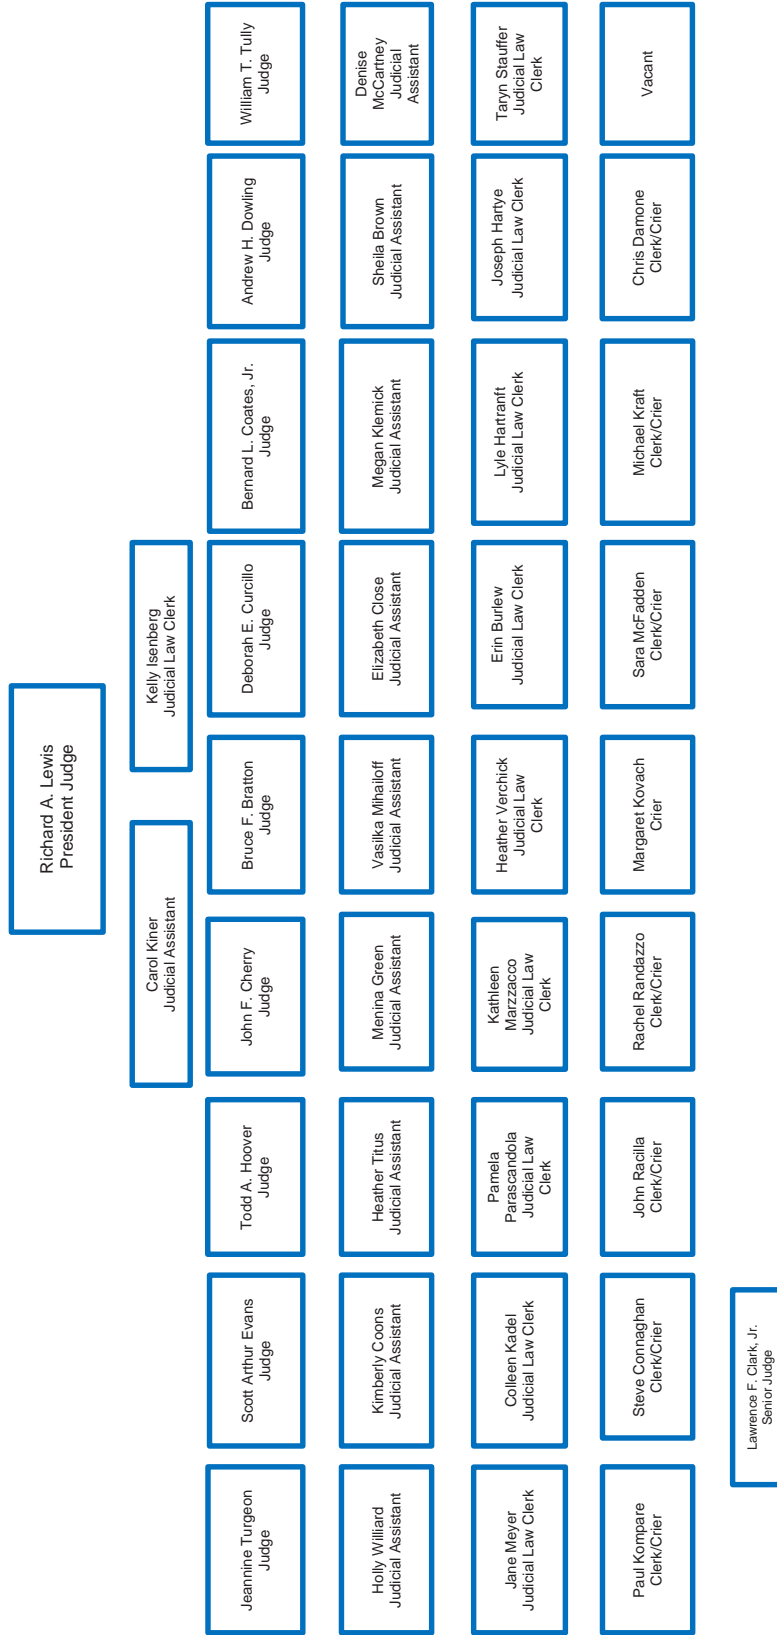 Richard A. Lewis
President Judge
Carol Kiner
Judicial Assistant
Kelly Isenberg
Judicial Law Clerk
Jeannine Turgeon
Judge
Scott Arthur Evans
Judge
Todd A. Hoover
Judge
John F. Cherry
Judge
Bruce F. Bratton
Judge
Deborah E. Curcillo
Judge
Bernard L. Coates, Jr.
Judge
Andrew H. Dowling
Judge
William T. Tully
Judge
Holly Williard
Judicial Assistant
Kimberly Coons
Judicial Assistant
Heather Titus
Judicial Assistant
Menina Green
Judicial Assistant
Vasilka Mihailoff
Judicial Assistant
Elizabeth Close
Judicial Assistant
Megan Klemick
Judicial Assistant
Sheila Brown
Judicial Assistant
Denise
McCartney
Judicial
Assistant
Jane Meyer
Judicial Law Clerk
Colleen Kadel
Judicial Law Clerk
Pamela
Parascandola
Judicial Law
Clerk
Kathleen
Marzzacco
Judicial Law
Clerk
Heather Verchick
Judicial Law
Clerk
Erin Burlew
Judicial Law Clerk
Lyle Hartranft
Judicial Law Clerk
Joseph Hartye
Judicial Law Clerk
Taryn Stauffer
Judicial Law
Clerk
Paul Kompare
Clerk/Crier
Steve Connaghan
Clerk/Crier
John Racilla
Clerk/Crier
Rachel Randazzo
Clerk/Crier
Margaret Kovach
Crier
Sara McFadden
Clerk/Crier
Michael Kraft
Clerk/Crier
Chris Damone
Clerk/Crier
Vacant
Lawrence F. Clark, Jr.
Senior Judge